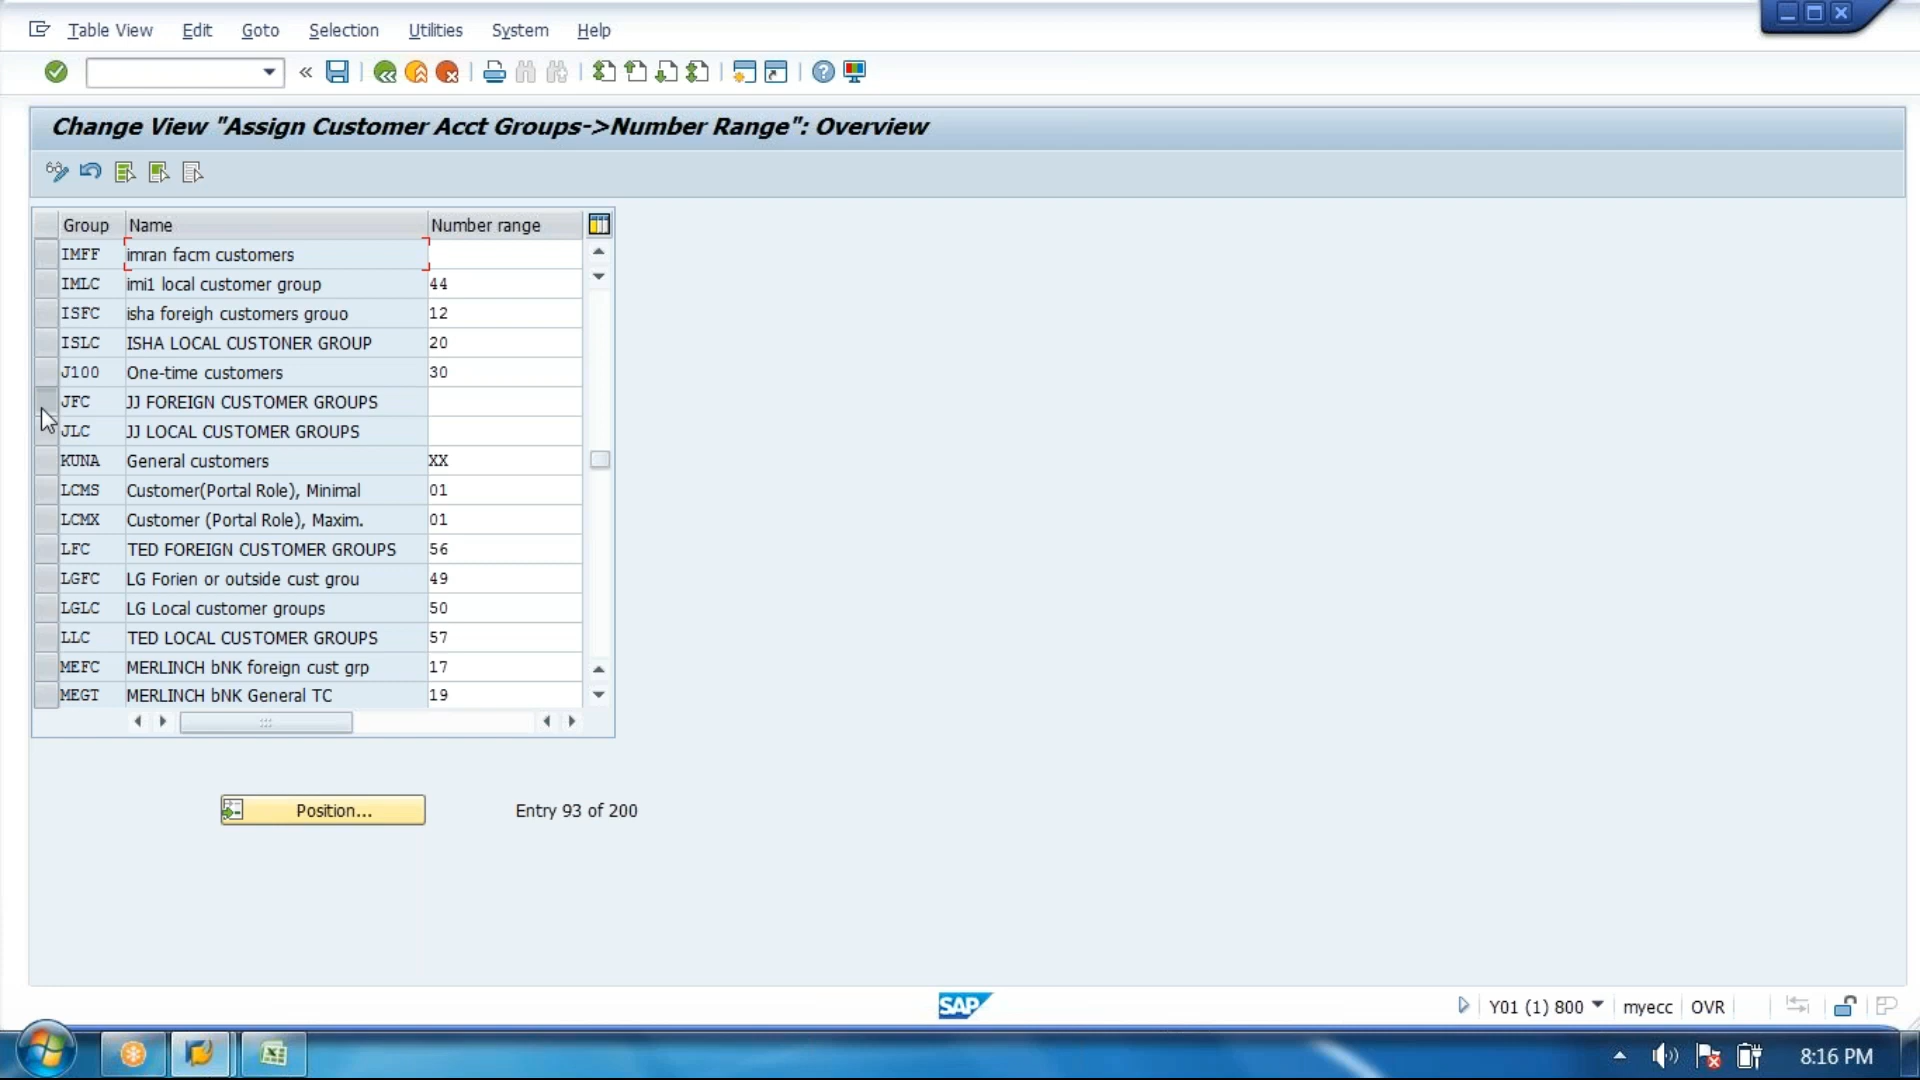 Table View Edit Goto Selection Utilities System Help
Change View "Assign Customer Acct Groups->Number Range": Overview
Group Name Number range
IMFF imran facm customers
IMLC imi1 local customer group 44
ISFC isha foreigh customers grouo 12
ISLC ISHA LOCAL CUSTONER GROUP 20
J100 One-time customers 30
JFC JJ FOREIGN CUSTOMER GROUPS
JLC JJ LOCAL CUSTOMER GROUPS
KUNA General customers XX
LCMS Customer(Portal Role), Minimal 01
LCMX Customer (Portal Role), Maxim. 01
LFC TED FOREIGN CUSTOMER GROUPS 56
LGFC LG Forien or outside cust grou 49
LGLC LG Local customer groups 50
LLC TED LOCAL CUSTOMER GROUPS 57
MEFC MERLINCH bNK foreign cust grp 17
MEGT MERLINCH bNK General TC 19
Position... Entry 93 of 200
SAP Y01 (1) 800 myecc OVR
8:16 PM